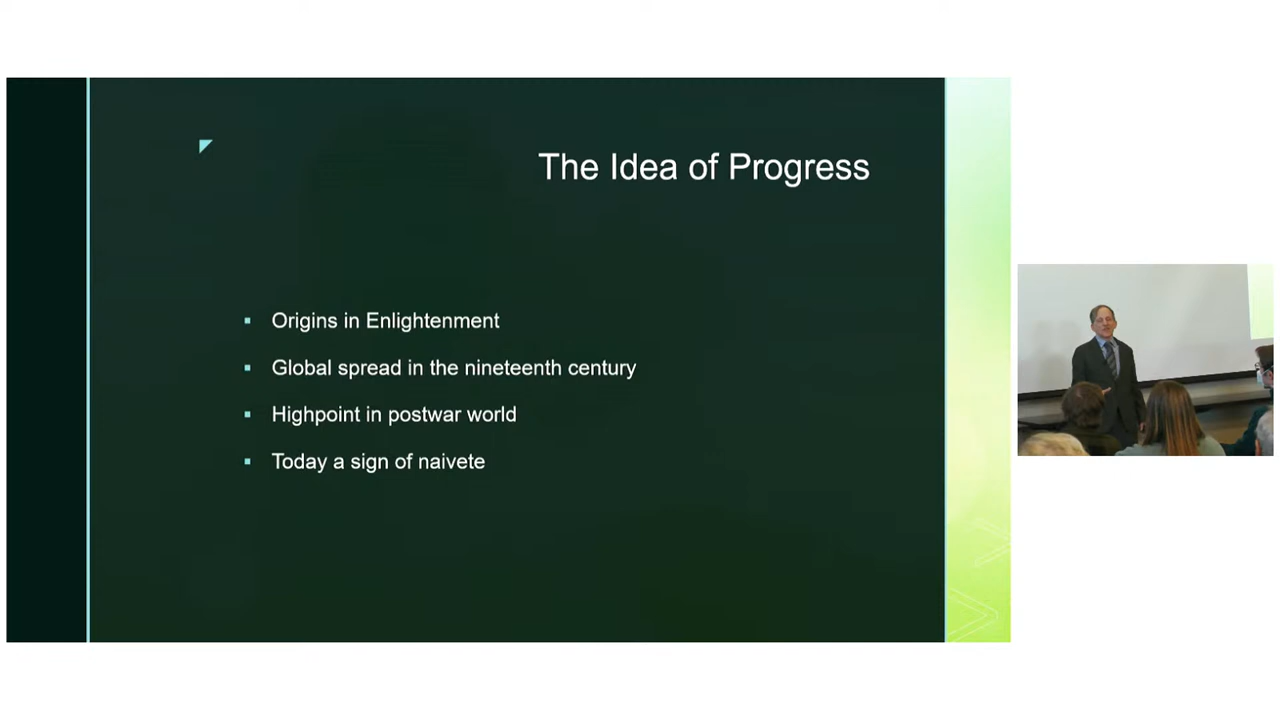 The Idea of Progress
Origins in Enlightenment
Global spread in the nineteenth century
Highpoint in postwar world
Today a sign of naivete